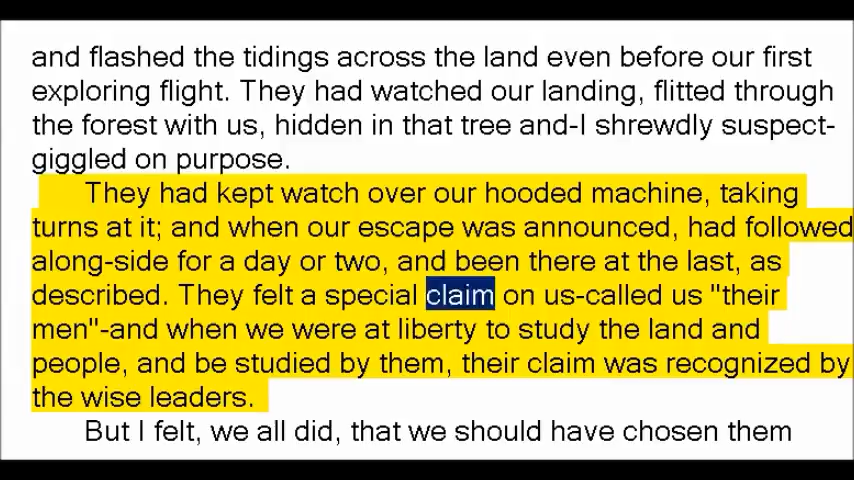 and flashed the tidings across the land even before our first
exploring flight. They had watched our landing, flitted through
the forest with us, hidden in that tree and-I shrewdly suspect-
giggled on purpose.
They had kept watch over our hooded machine, taking
turns at it; and when our escape was announced, had followed
along-side for a day or two, and been there at the last, as
described. They felt a special claim on us-called us "their
men"-and when we were at liberty to study the land and
people, and be studied by them, their claim was recognized by
the wise leaders.
But I felt, we all did, that we should have chosen them